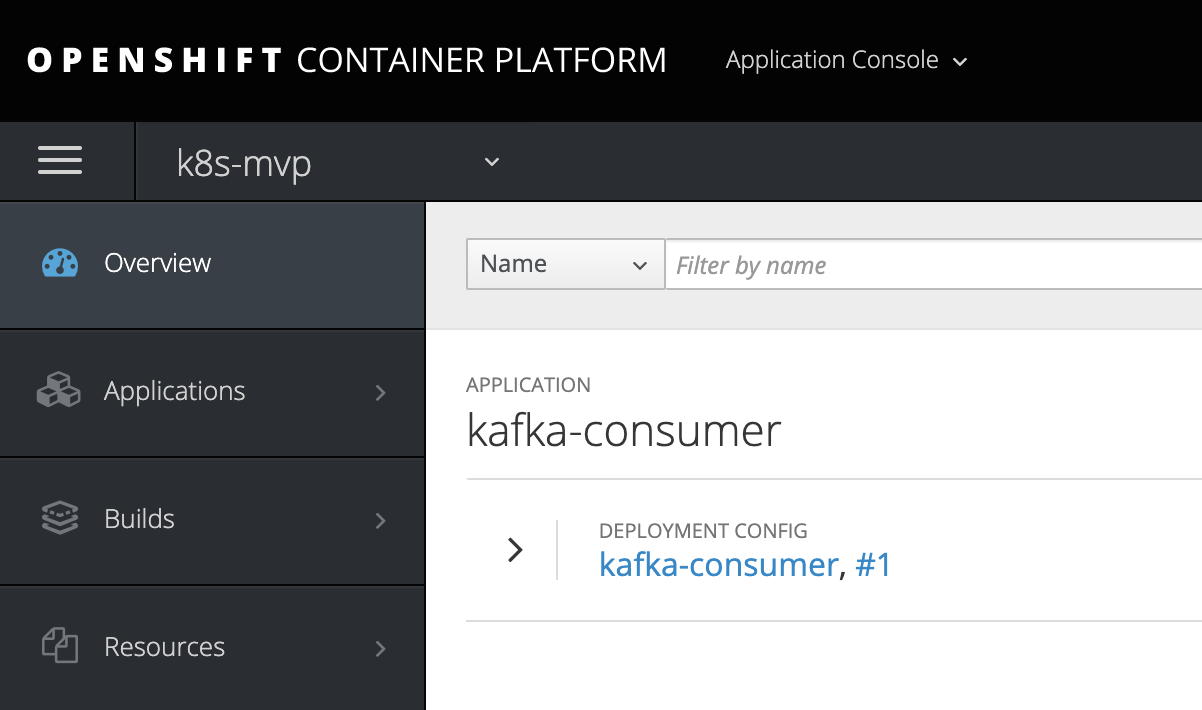 OPENSHIFT CONTAINER PLATFORM Application Console
k8s-mvp
Overview
Applications
Builds
Resources
Name Filter by name
APPLICATION
kafka-consumer
DEPLOYMENT CONFIG
kafka-consumer, #1